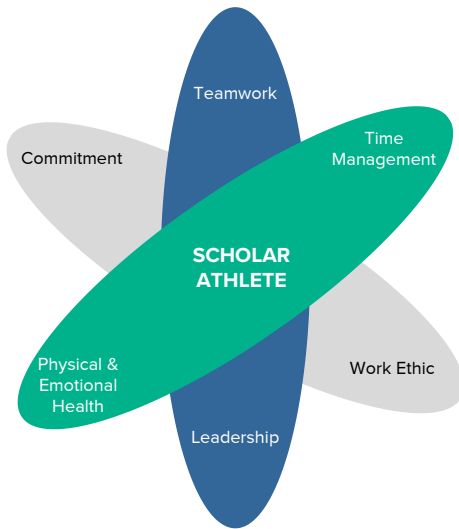 Teamwork
Time
Management
Commitment
SCHOLAR
ATHLETE
Physical &
Emotional
Health
Work Ethic
Leadership